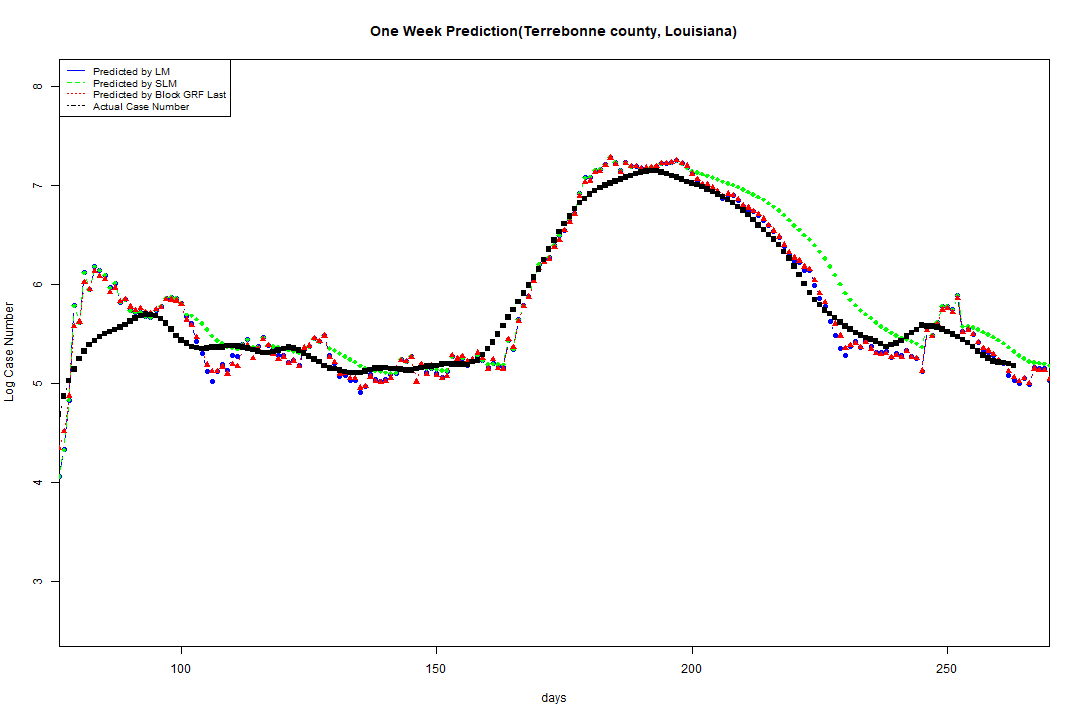 One Week Prediction(Terrebonne county, Louisiana)
Predicted by LM
Predicted by SLM
Predicted by Block GRF Last
Actual Case Number
8
7
6
5
4
3
Log Case Number
100 150 200 250
days